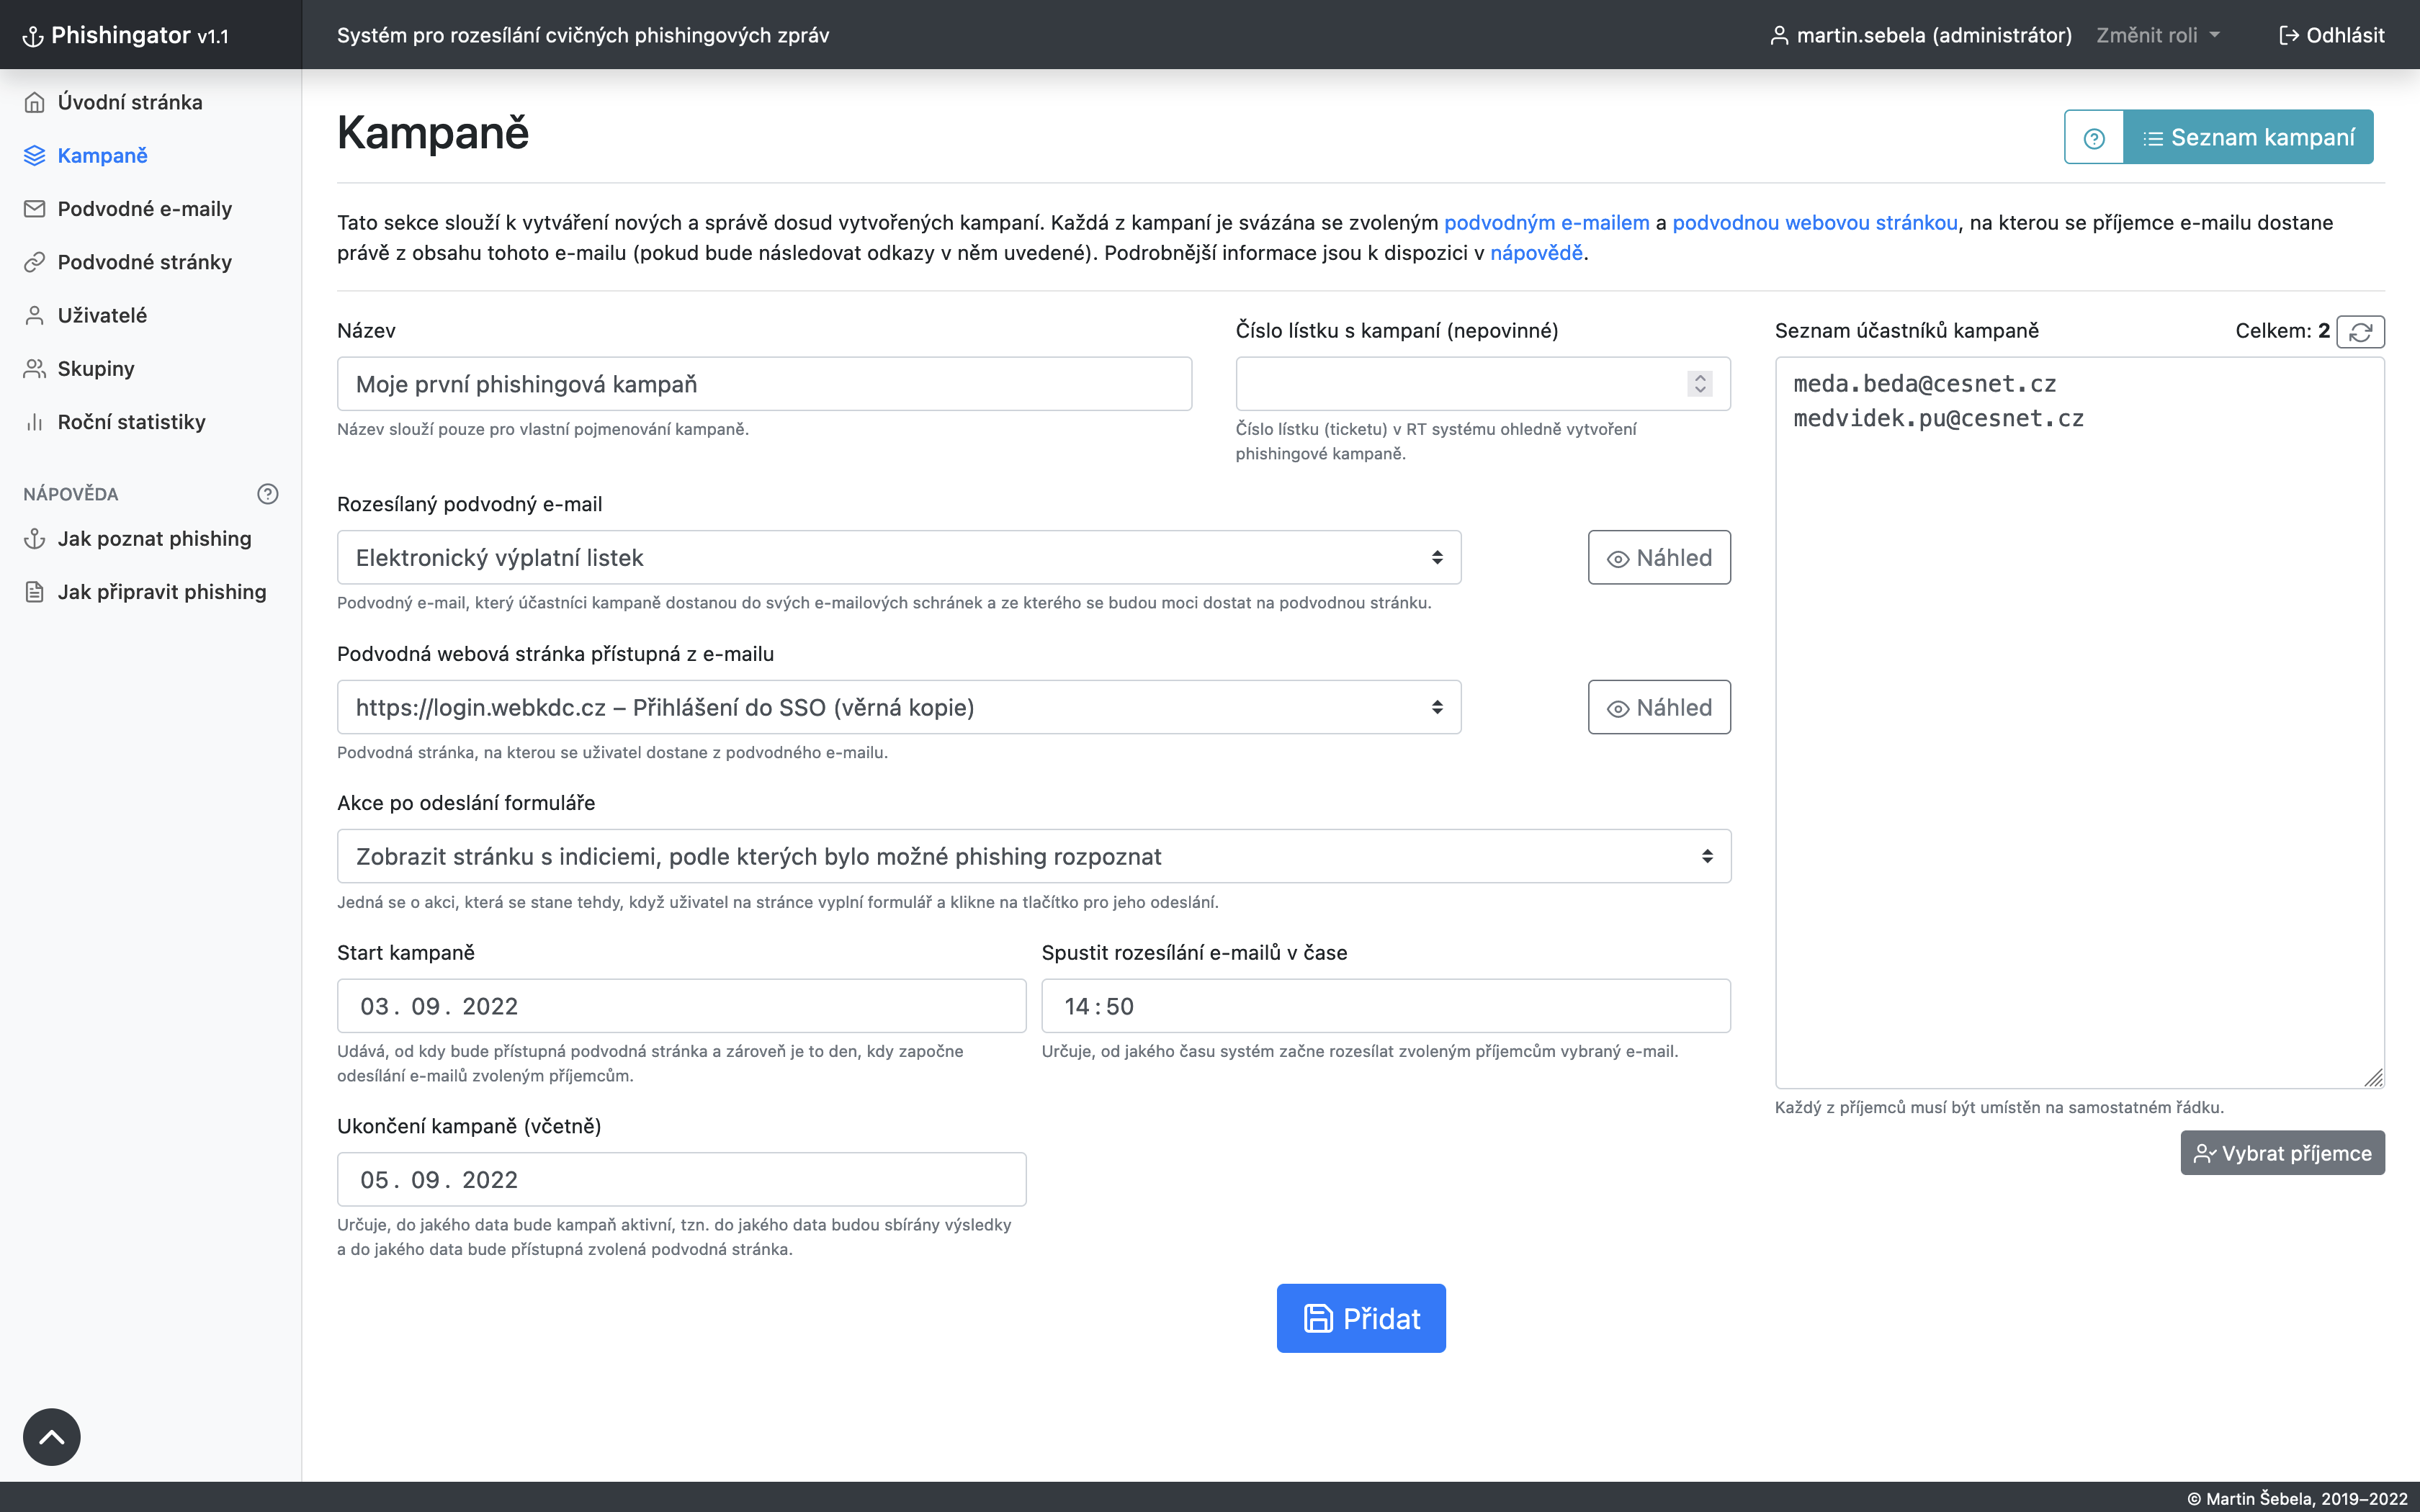 Phishingator v1.1
Systém pro rozesílání cvičných phishingových zpráv
martin.sebela (administrátor)
Změnit roli
Odhlásit
Úvodní stránka
Kampaně
Podvodné e-maily
Podvodné stránky
Uživatelé
Skupiny
Roční statistiky
NÁPOVĚDA
Jak poznat phishing
Jak připravit phishing
Kampaně
Seznam kampaní
Tato sekce slouží k vytváření nových a správě dosud vytvořených kampaní. Každá z kampaní je svázána se zvoleným podvodným e-mailem a podvodnou webovou stránkou, na kterou se příjemce e-mailu dostane
právě z obsahu tohoto e-mailu (pokud bude následovat odkazy v něm uvedené). Podrobnější informace jsou k dispozici v nápovědě.
Název
Moje první phishingová kampaň
Název slouží pouze pro vlastní pojmenování kampaně.
Číslo lístku s kampaní (nepovinné)
Číslo lístku (ticketu) v RT systému ohledně vytvoření
phishingové kampaně.
Rozesílaný podvodný e-mail
Elektronický výplatní listek
Náhled
Podvodný e-mail, který účastníci kampaně dostanou do svých e-mailových schránek a ze kterého se budou moci dostat na podvodnou stránku.
Podvodná webová stránka přístupná z e-mailu
https://login.webkdc.cz – Přihlášení do SSO (věrná kopie)
Náhled
Podvodná stránka, na kterou se uživatel dostane z podvodného e-mailu.
Akce po odeslání formuláře
Zobrazit stránku s indiciemi, podle kterých bylo možné phishing rozpoznat
Jedná se o akci, která se stane tehdy, když uživatel na stránce vyplní formulář a klikne na tlačítko pro jeho odeslání.
Start kampaně
03. 09. 2022
Udává, od kdy bude přístupná podvodná stránka a zároveň je to den, kdy započne
odesílání e-mailů zvoleným příjemcům.
Spustit rozesílání e-mailů v čase
14:50
Určuje, od jakého času systém začne rozesílat zvoleným příjemcům vybraný e-mail.
Ukončení kampaně (včetně)
05. 09. 2022
Určuje, do jakého data bude kampaň aktivní, tzn. do jakého data budou sbírány výsledky
a do jakého data bude přístupná zvolená podvodná stránka.
Seznam účastníků kampaně
Celkem: 2
meda.beda@cesnet.cz
medvidek.pu@cesnet.cz
Každý z příjemců musí být umístěn na samostatném řádku.
Vybrat příjemce
Přidat
© Martin Šebela, 2019–2022